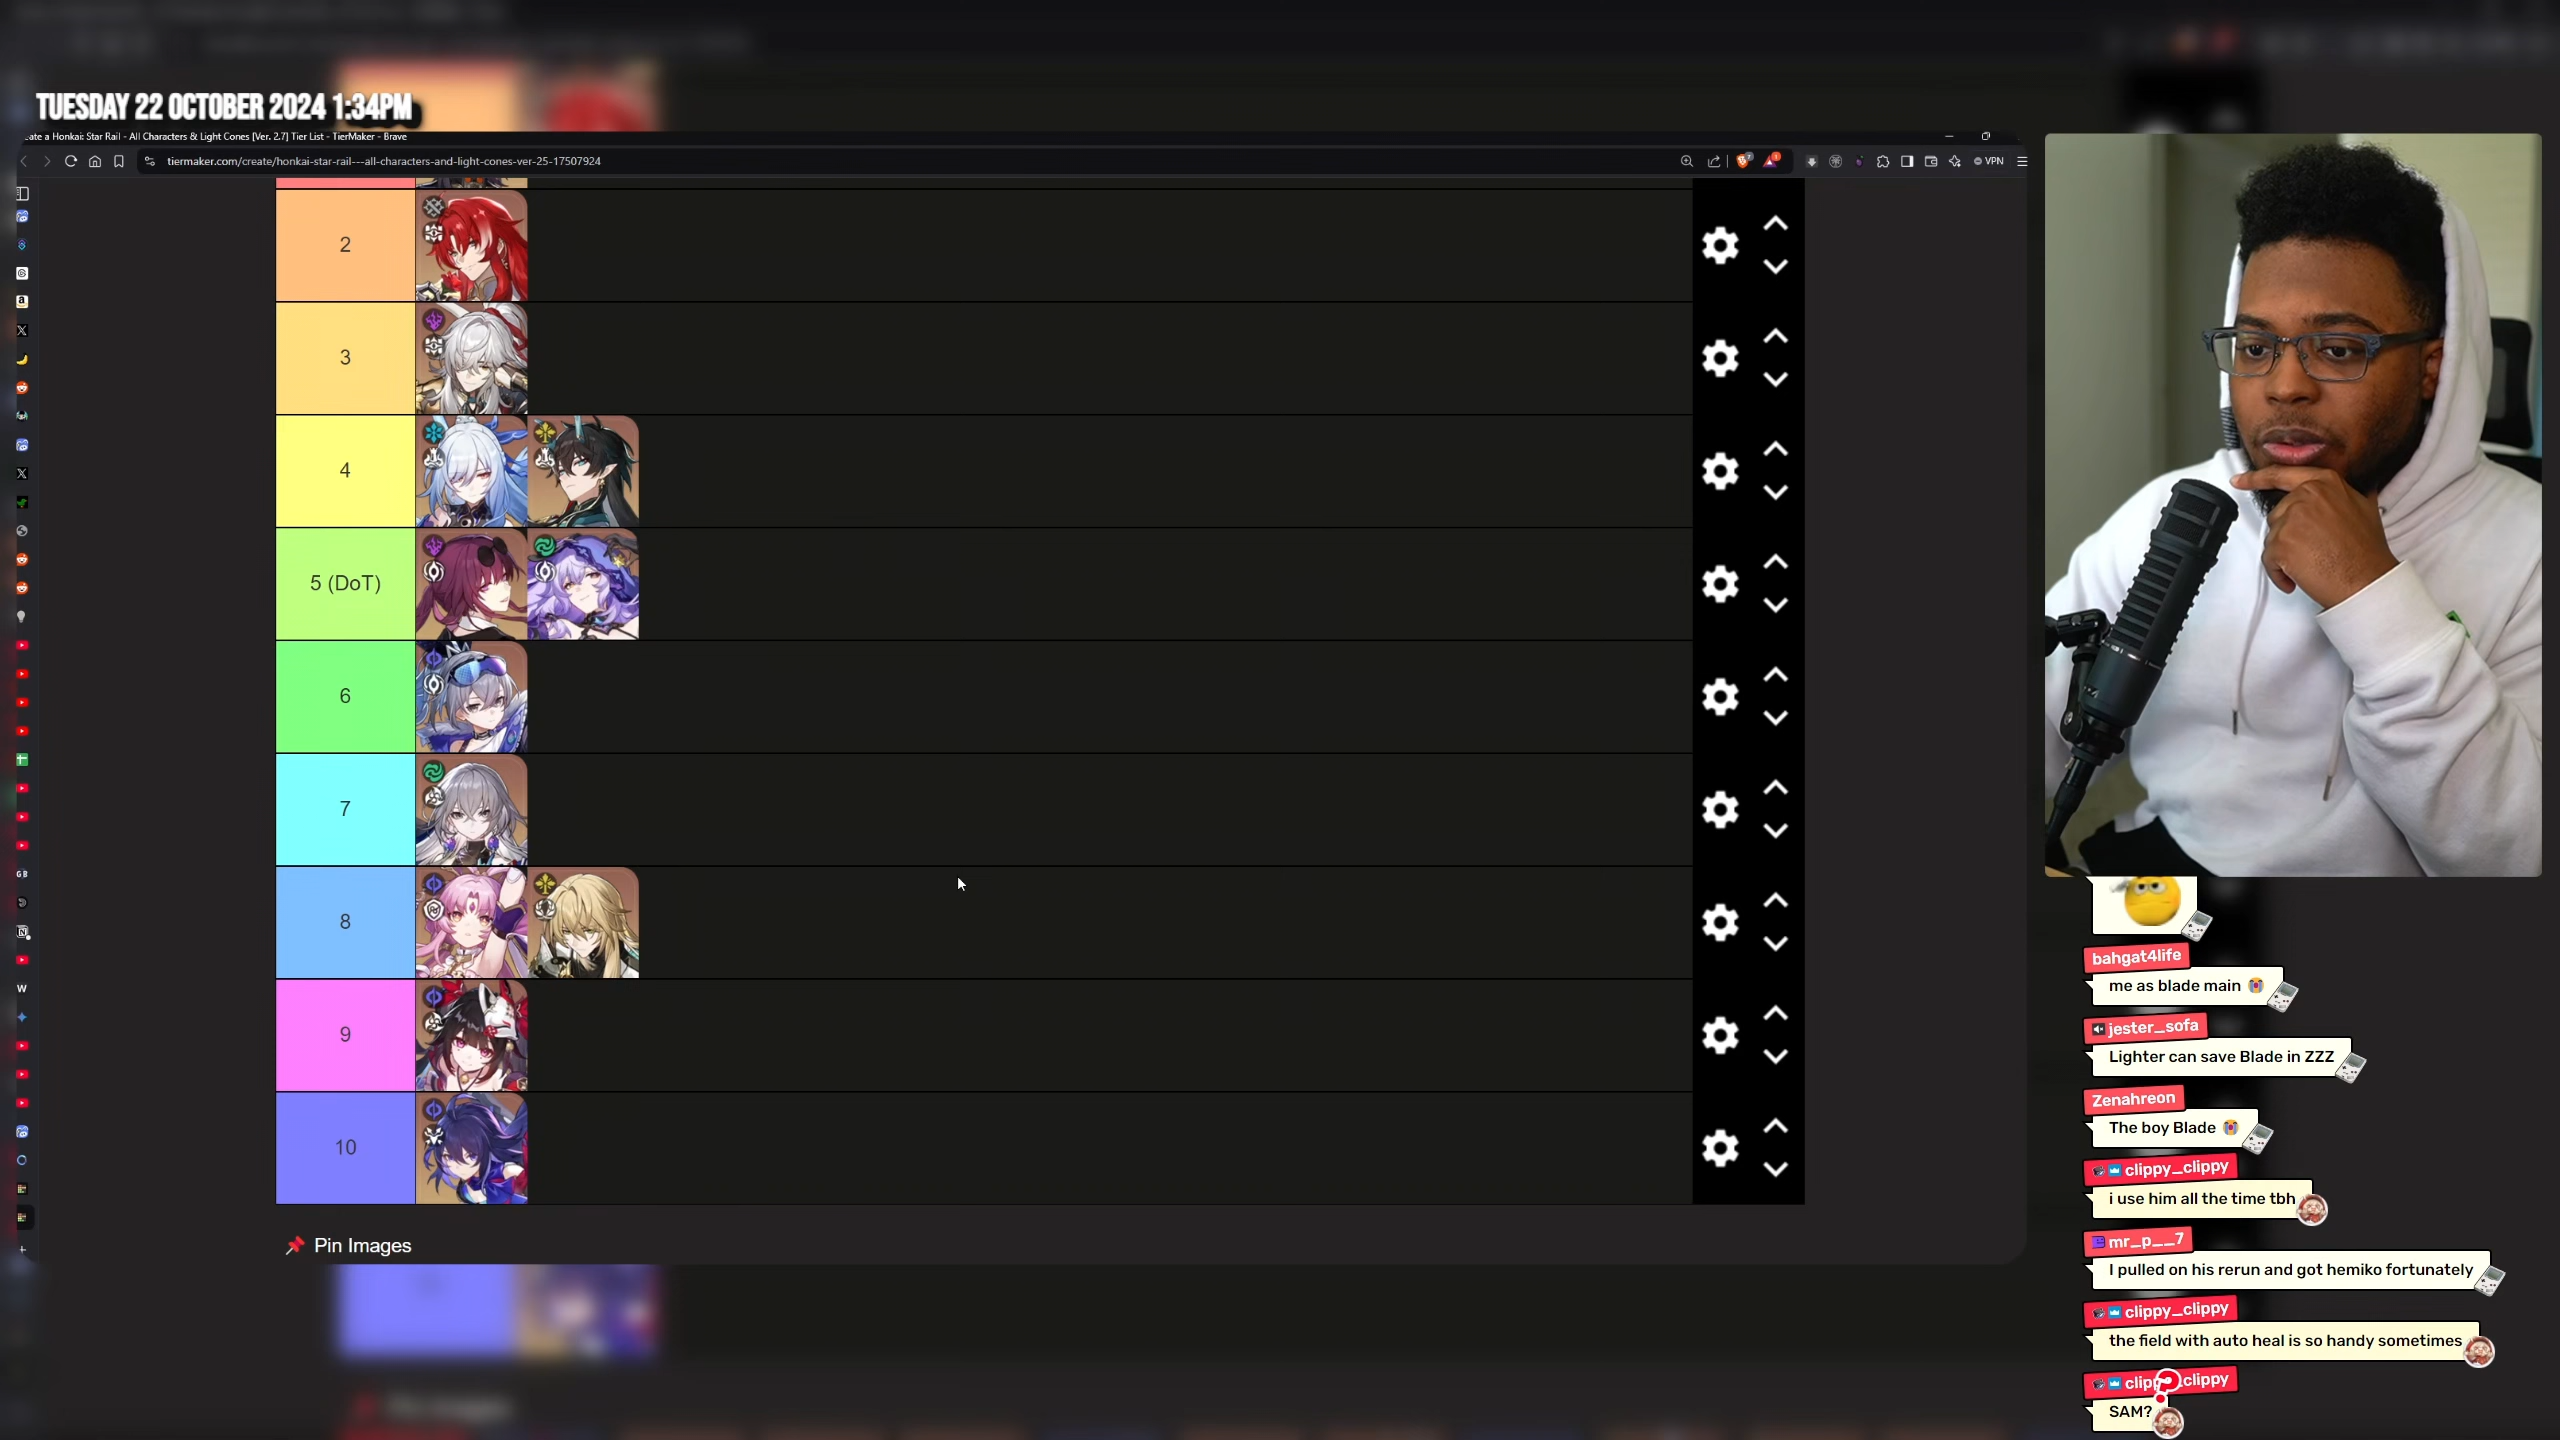 TUESDAY 22 OCTOBER 2024 1:34PM
ate a Honkai: Star Rail - All Characters & Light Cones [Ver. 2.7] Tier List - TierMaker - Brave
tiermaker.com/create/honkai-star-rail---all-characters-and-light-cones-ver-25-17507924
VPN
2
3
4
5 (DoT)
6
7
8
9
10
Pin Images
bahgat4life
me as blade main
jester_sofa
Lighter can save Blade in ZZZ
Zenahreon
The boy Blade
clippy_clippy
i use him all the time tbh
mr_p__7
I pulled on his rerun and got hemiko fortunately
clippy_clippy
the field with auto heal is so handy sometimes
clippy_clippy
SAM?